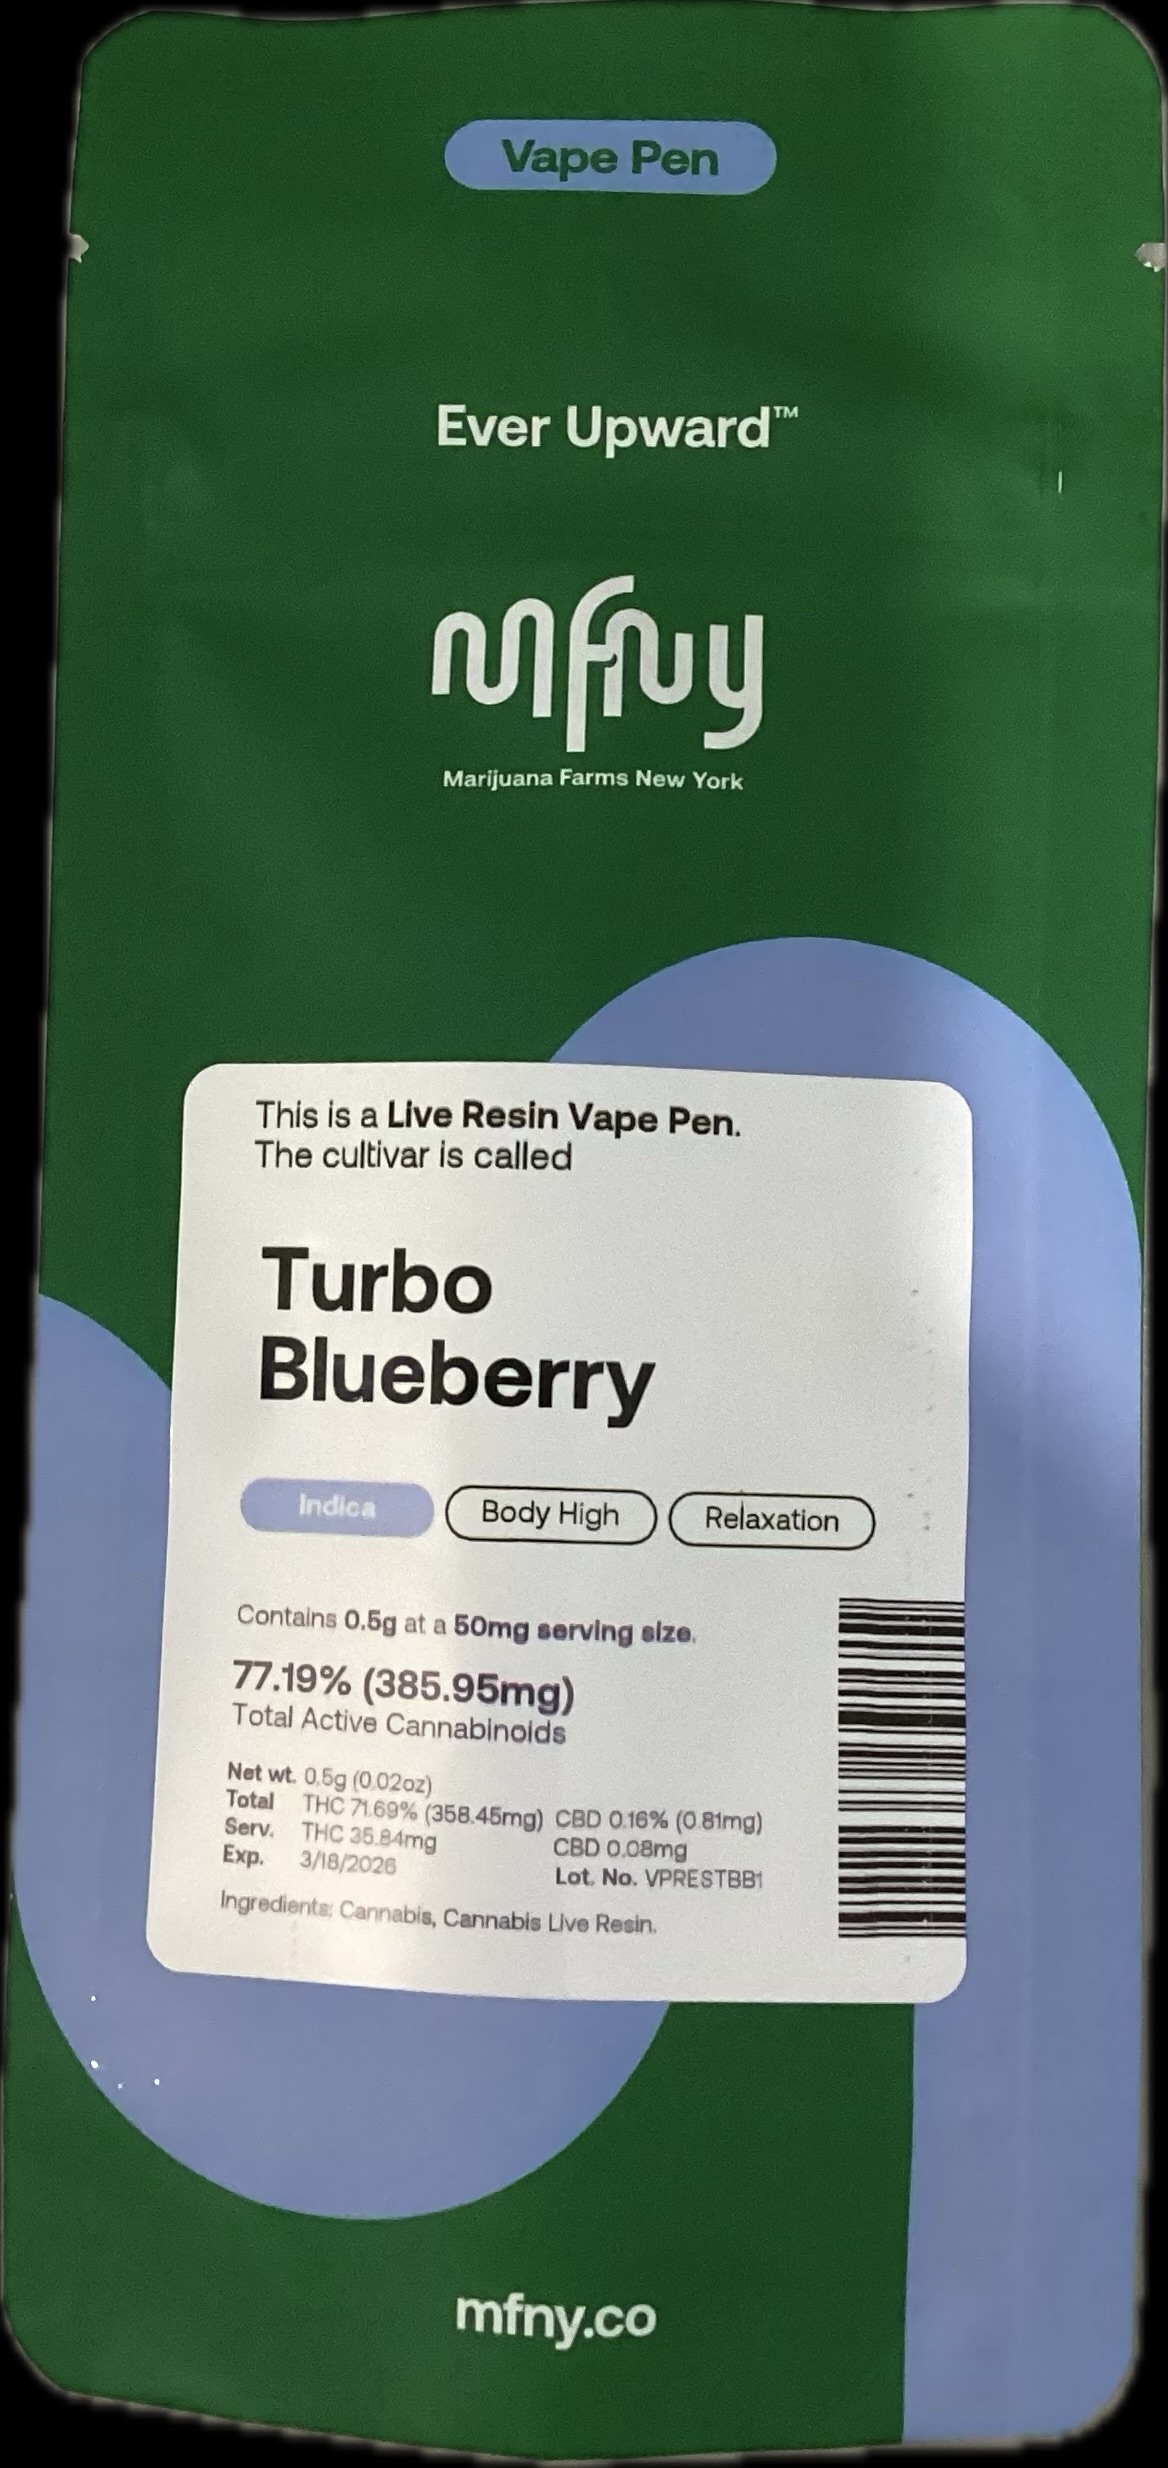 Vape Pen
Ever Upward™
mfny
Marijuana Farms New York
This is a Live Resin Vape Pen.
The cultivar is called
Turbo
Blueberry
Indica Body High Relaxation
Contains 0.5g at a 50mg serving size.
77.19% (385.95mg)
Total Active Cannabinoids
Net wt. 0.5g (0.02oz)
Total THC 71.69% (358.45mg) CBD 0.16% (0.81mg)
Serv. THC 35.84mg CBD 0.08mg
Exp. 3/18/2026 Lot. No. VPRESTBB1
Ingredients: Cannabis, Cannabis Live Resin.
mfny.co